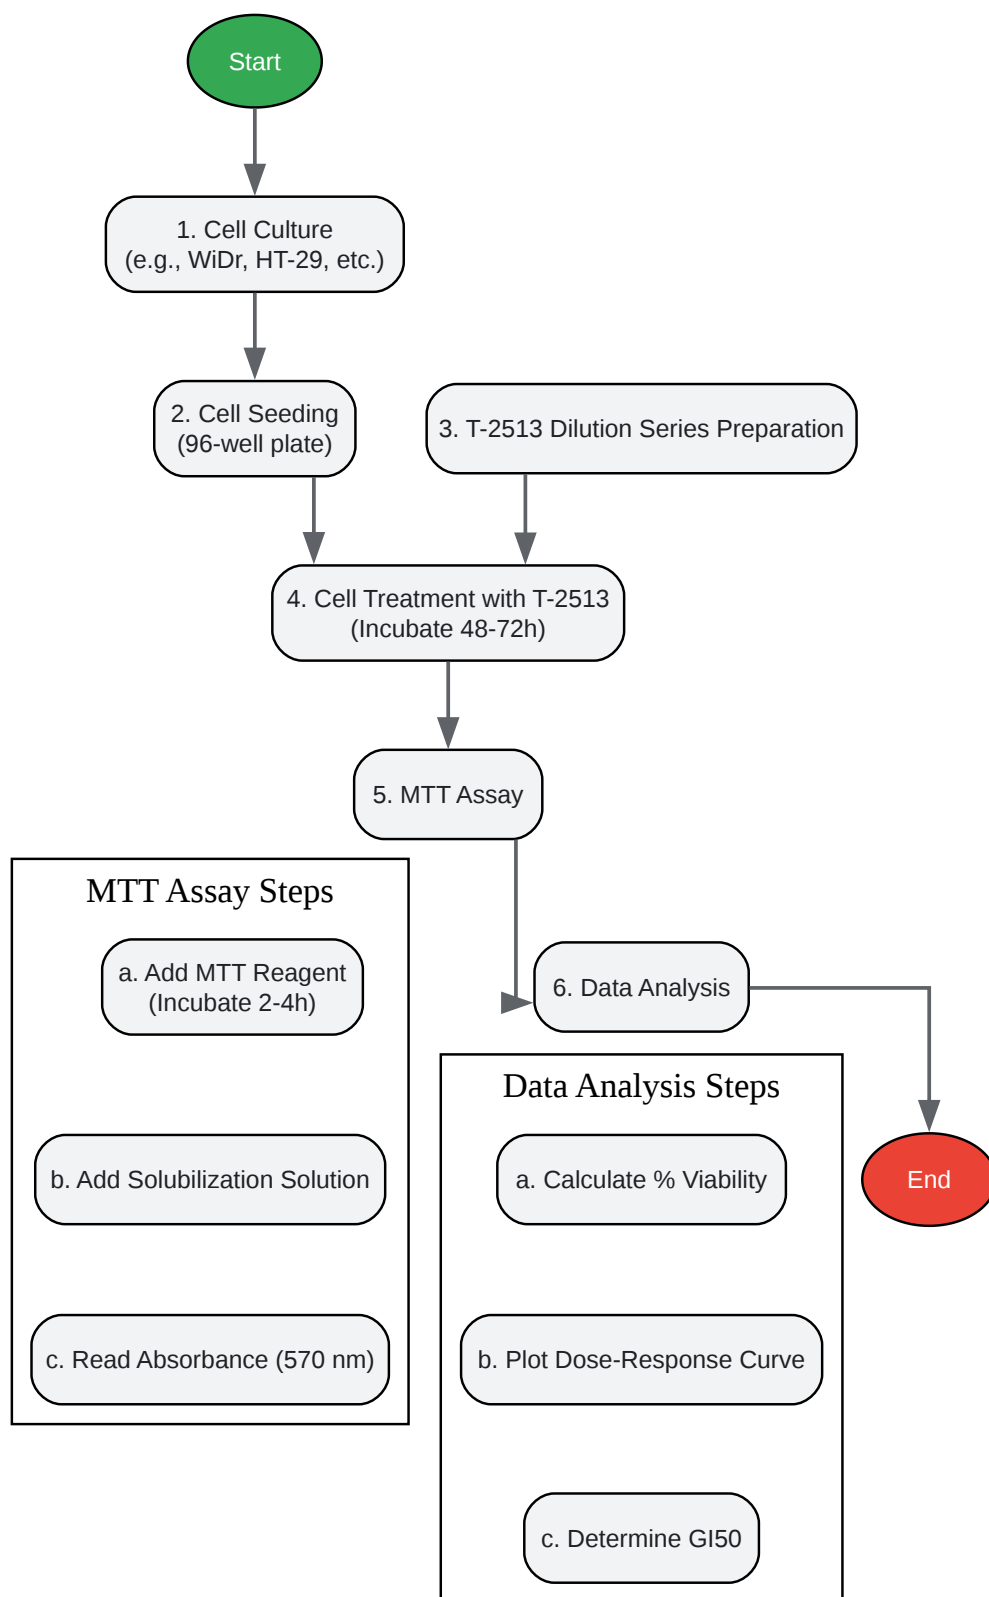 Start
1. Cell Culture
(e.g., WiDr, HT-29, etc.)
2. Cell Seeding
(96-well plate)
3. T-2513 Dilution Series Preparation
4. Cell Treatment with T-2513
(Incubate 48-72h)
5. MTT Assay
MTT Assay Steps
a. Add MTT Reagent
(Incubate 2-4h)
b. Add Solubilization Solution
c. Read Absorbance (570 nm)
6. Data Analysis
Data Analysis Steps
a. Calculate % Viability
b. Plot Dose-Response Curve
c. Determine GI50
End